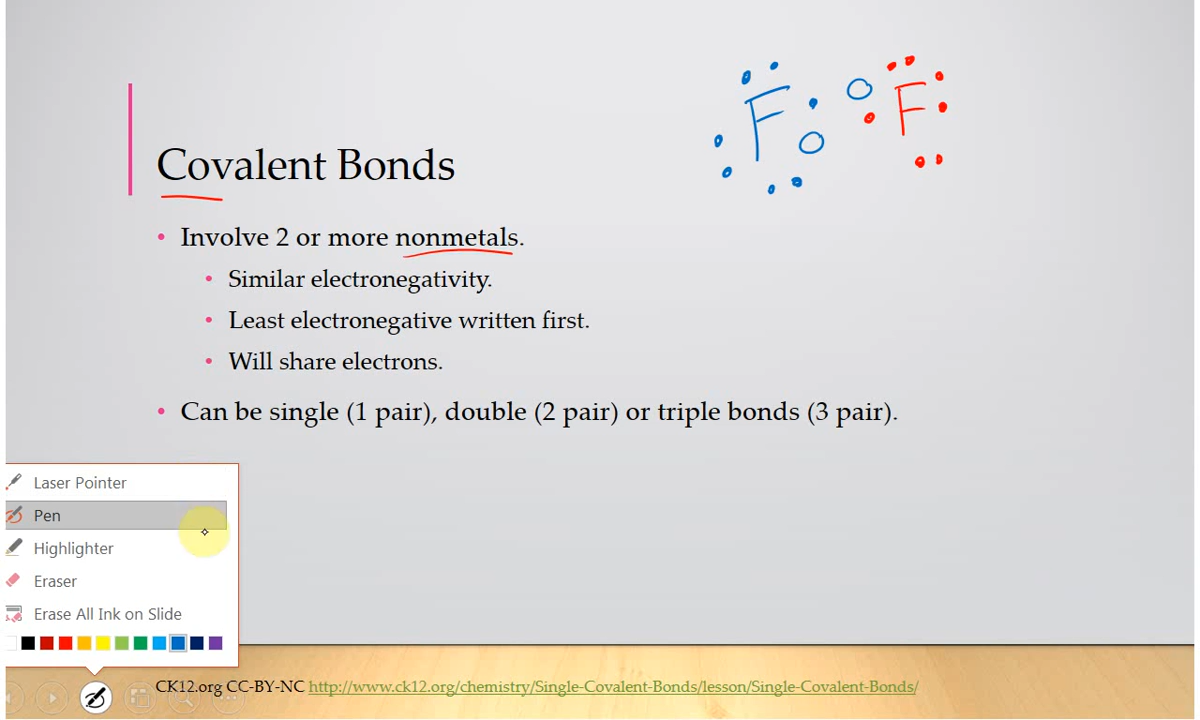 F F
Covalent Bonds
• Involve 2 or more nonmetals.
• Similar electronegativity.
• Least electronegative written first.
• Will share electrons.
• Can be single (1 pair), double (2 pair) or triple bonds (3 pair).
Laser Pointer
Pen
Highlighter
Eraser
Erase All Ink on Slide
CK12.org CC-BY-NC http://www.ck12.org/chemistry/Single-Covalent-Bonds/lesson/Single-Covalent-Bonds/